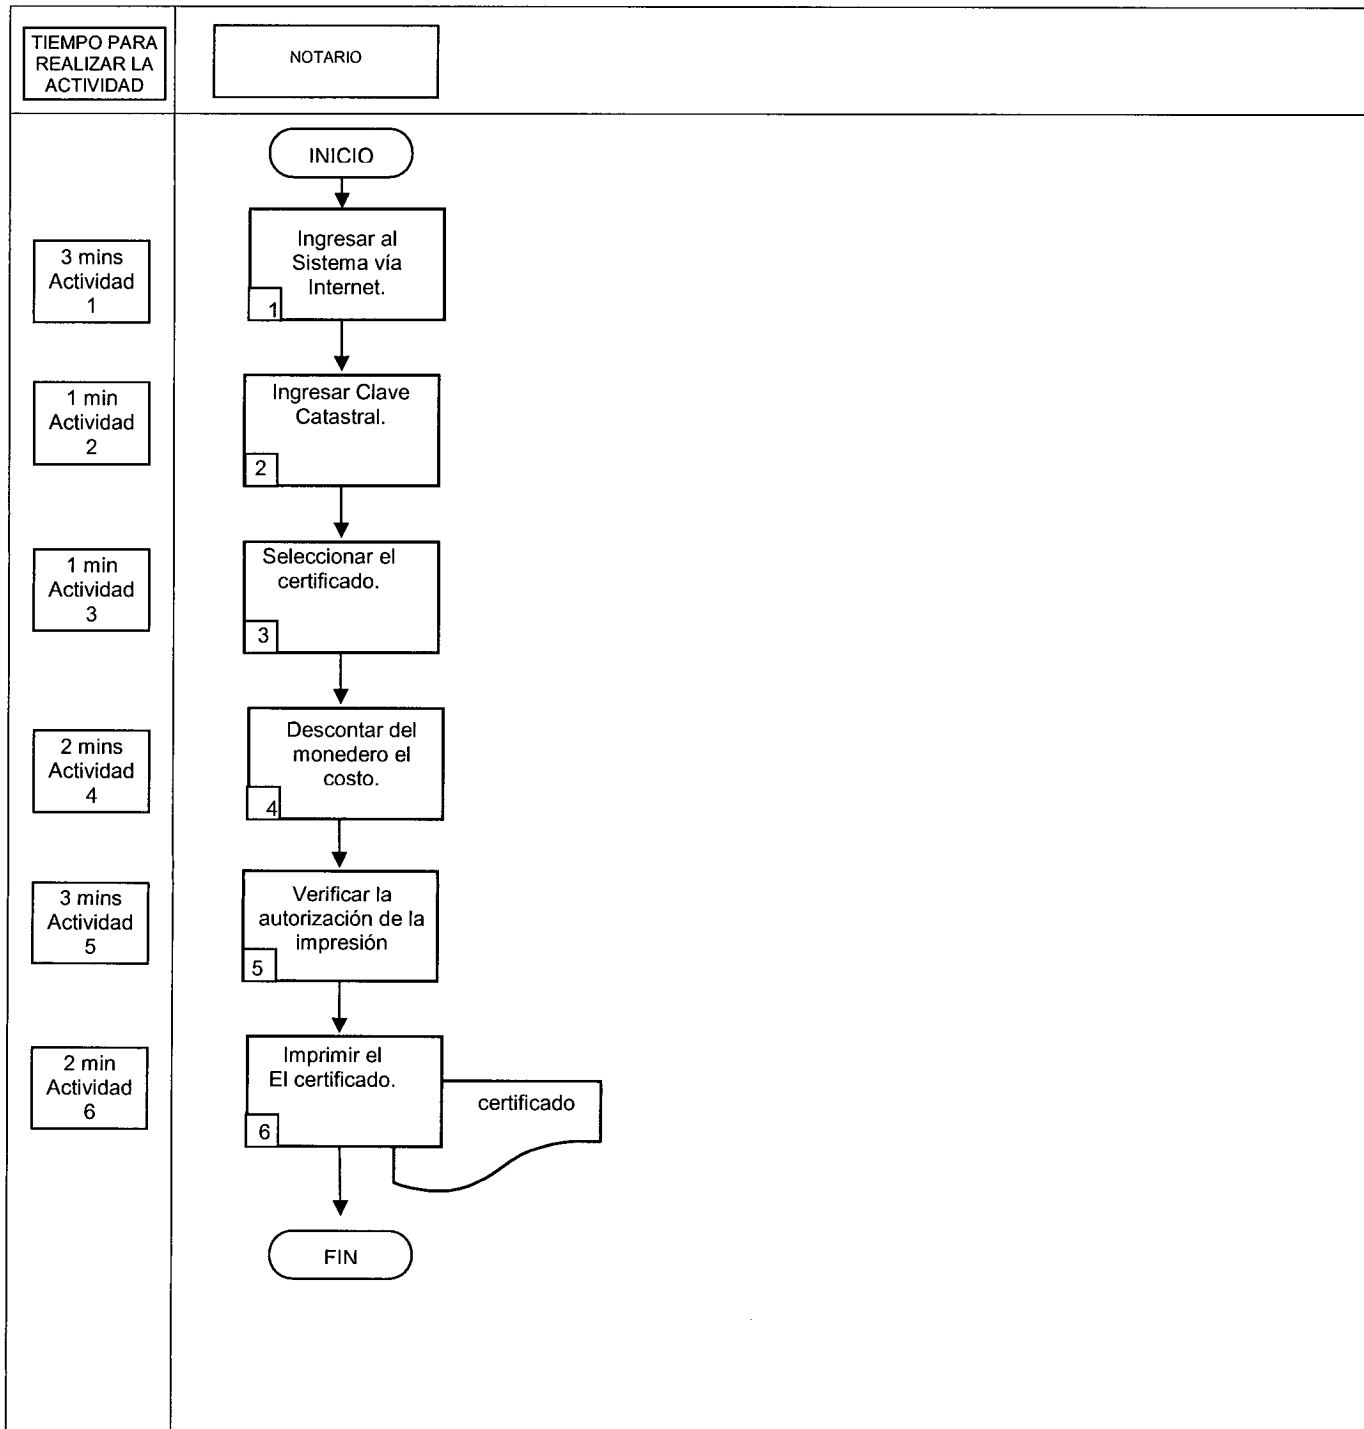 TIEMPO PARA
REALIZAR LA
ACTIVIDAD
NOTARIO
INICIO
3 mins
Actividad
1
Ingresar al
Sistema vía
Internet.
1
1 min
Actividad
2
Ingresar Clave
Catastral.
2
1 min
Actividad
3
Seleccionar el
certificado.
3
2 mins
Actividad
4
Descontar del
monedero el
costo.
4
3 mins
Actividad
5
Verificar la
autorización de la
impresión
5
2 min
Actividad
6
Imprimir el
El certificado.
6
certificado
FIN